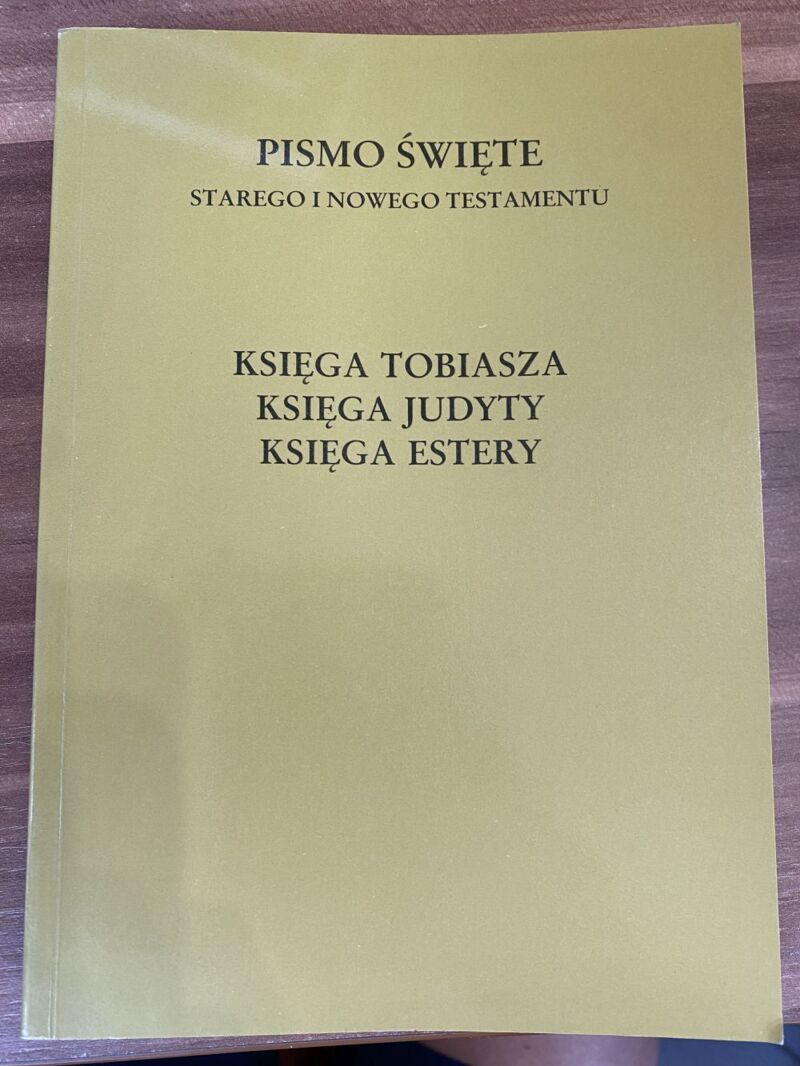 PISMO ŚWIĘTE
STAREGO I NOWEGO TESTAMENTU
KSIĘGA TOBIASZA
KSIĘGA JUDYTY
KSIĘGA ESTERY